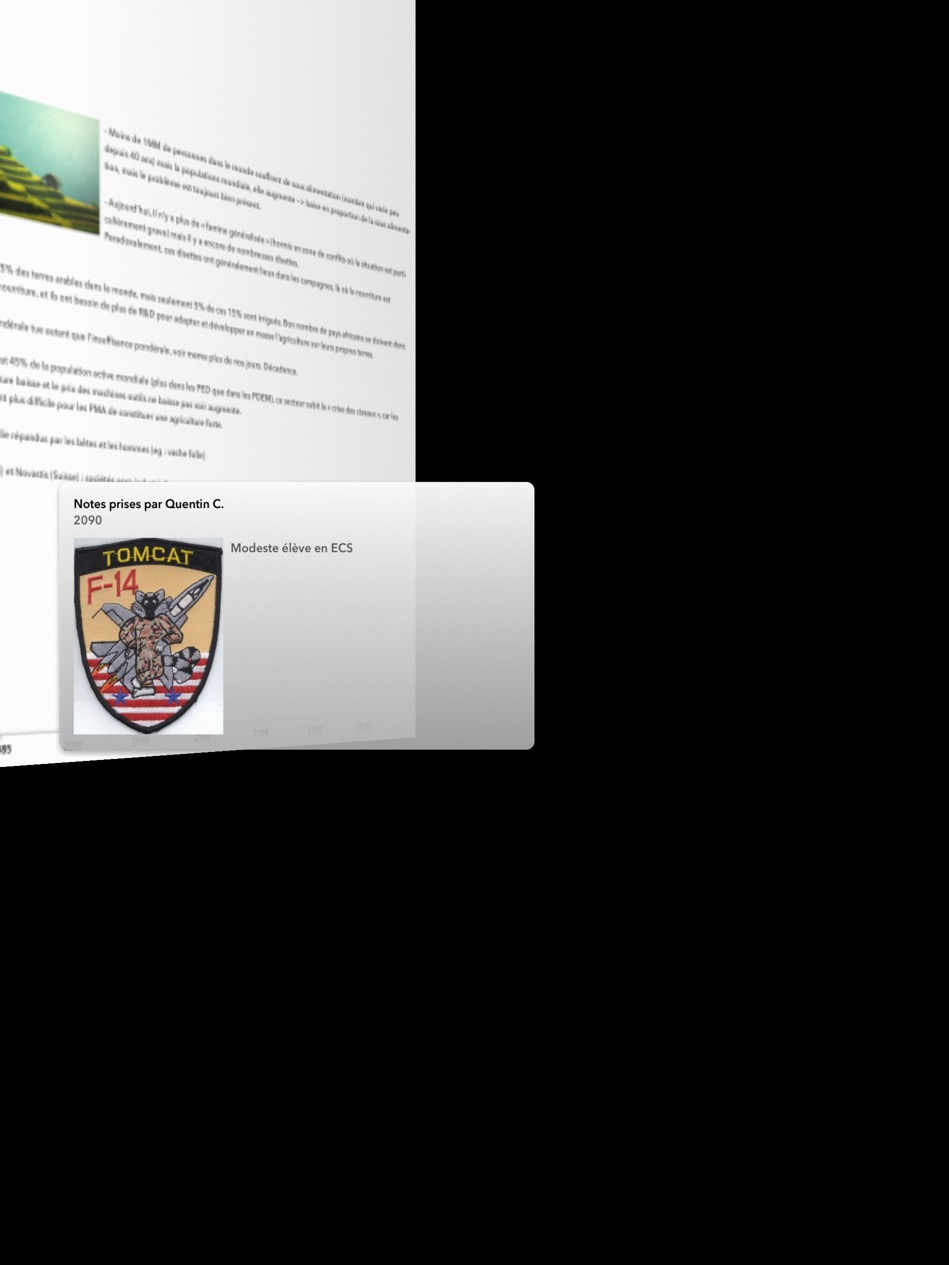 - Moins de 1MM de personnes dans le monde souffrent de sous alimentation (nombre qui varie peu
depuis 40 ans) mais la populations mondiale, elle augmente –> baise en proportion de la sous alimenta-
tion, mais le problème est toujours bien présent.
- Aujourd'hui, il n'y a plus de « famine généralisée » (hormis en zone de conflits où la situation est parti-
culièrement grave) mais il y a encore de nombreuses disettes.
Paradoxalement, ces disettes ont généralement lieux dans les campagnes, là où la nourriture est
5% des terres arables dans le monde, mais seulement 5% de ces 15% sont irrigués. Bon nombre de pays africains se doivent donc
nourriture, et ils ont besoin de plus de R&D pour adapter et développer en masse l'agriculture sur leurs propres terres.
ndérale tue autant que l'insuffisance pondérale, voir meme plus de nos jours. Décadence.
st 45% de la population active mondiale (plus dans les PED que dans les PDEM), ce secteur subit la « crise des ciseaux », car les
ure baisse et le prix des machines outils ne baisse pas voir augmente.
nt plus difficile pour les PMA de constituer une agriculture forte.
die répandus par les bêtes et les hommes (eg : vache folle)
) et Novastis (Suisse) : sociétés
Notes prises par Quentin C.
2090
Modeste élève en ECS
TOMCAT
F-14